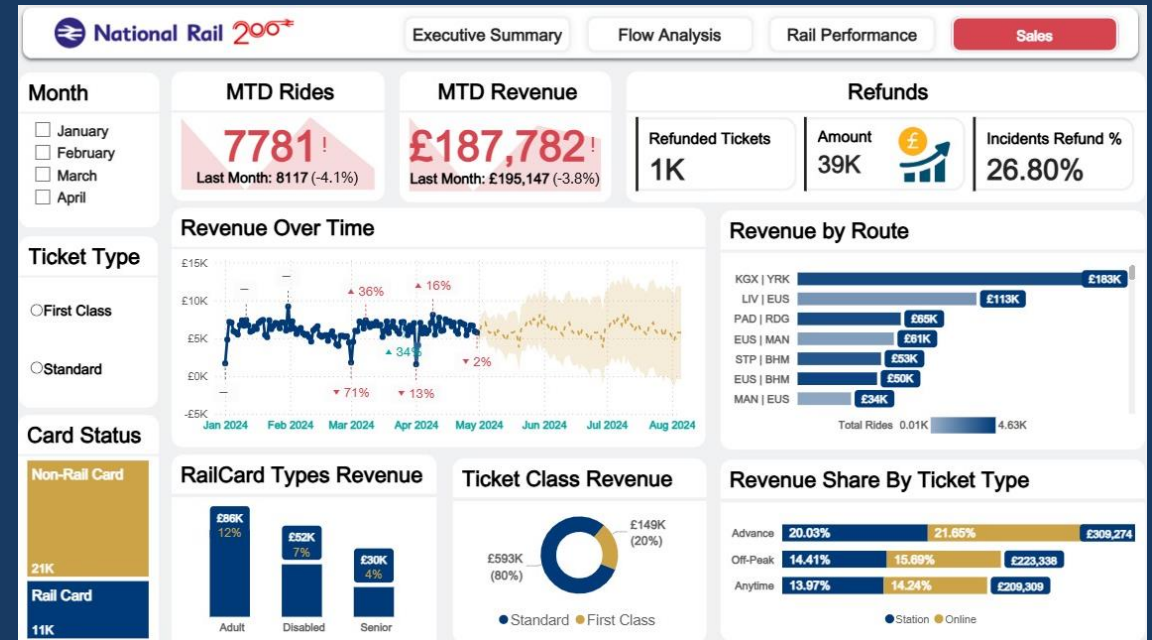 National Rail 200
Executive Summary
Flow Analysis
Rail Performance
Sales
Month
January
February
March
April
Ticket Type
First Class
Standard
Card Status
Non-Rail Card
21K
Rail Card
11K
MTD Rides
7781 !
Last Month: 8117 (-4.1%)
MTD Revenue
£187,782 !
Last Month: £195,147 (-3.8%)
Refunds
Refunded Tickets
1K
Amount
39K
£
Incidents Refund %
26.80%
Revenue Over Time
£15K
£10K
£5K
£0K
-£5K
–
–
–
▲ 36%
▲ 16%
▲ 34%
▼ 2%
▼ 71%
▼ 13%
Jan 2024 Feb 2024 Mar 2024 Apr 2024 May 2024 Jun 2024 Jul 2024 Aug 2024
Revenue by Route
KGX | YRK £183K
LIV | EUS £113K
PAD | RDG £65K
EUS | MAN £61K
STP | BHM £53K
EUS | BHM £50K
MAN | EUS £34K
Total Rides 0.01K 4.63K
RailCard Types Revenue
£86K
12%
£52K
7%
£30K
4%
Adult Disabled Senior
Ticket Class Revenue
£149K
(20%)
£593K
(80%)
Standard First Class
Revenue Share By Ticket Type
Advance 20.03% 21.65% £309,274
Off-Peak 14.41% 15.69% £223,338
Anytime 13.97% 14.24% £209,309
Station Online